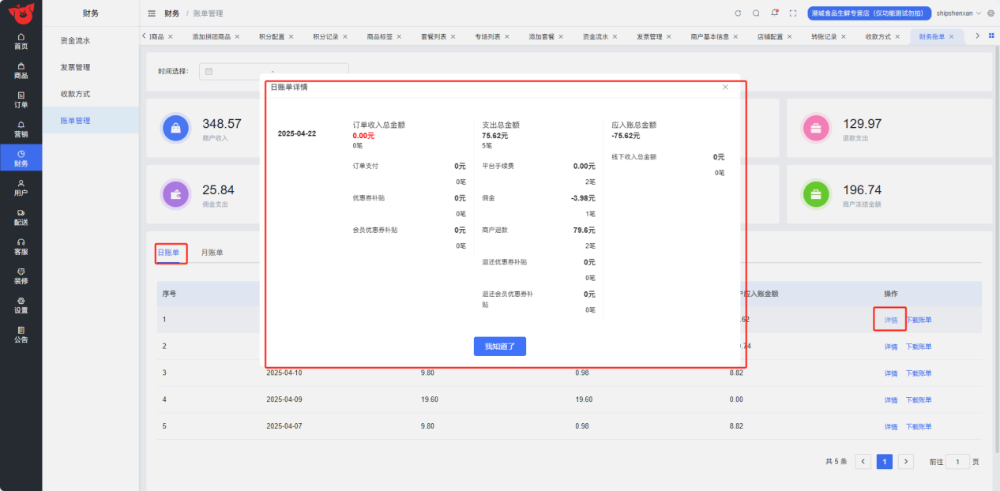 财务
财务 / 账单管理
港城食品生鲜专营店（仅功能测试勿拍）
shipshenxan
首页
商品
订单
营销
财务
用户
配送
客服
装修
设置
公告
资金流水
发票管理
收款方式
账单管理
商品 ×
添加拼团商品 ×
积分配置 ×
积分记录 ×
商品标签 ×
套餐列表 ×
专场列表 ×
添加套餐 ×
资金流水 ×
发票管理 ×
商户基本信息 ×
店铺配置 ×
转账记录 ×
收款方式 ×
财务账单 ×
时间选择：
-
348.57
商户收入
129.97
退款支出
25.84
佣金支出
196.74
商户冻结金额
日账单
月账单
日账单详情
2025-04-22
订单收入总金额
0.00元
0笔
订单支付 0元
0笔
优惠券补贴 0元
0笔
会员优惠券补贴 0元
0笔
支出总金额
75.62元
5笔
平台手续费 0.00元
2笔
佣金 -3.98元
1笔
商户退款 79.6元
2笔
退还优惠券补贴 0元
0笔
退还会员优惠券补贴 0元
0笔
应入账总金额
-75.62元
线下收入总金额 0元
0笔
我知道了
序号 应入账金额 操作
1 .62 详情 下载账单
2 .74 详情 下载账单
3 2025-04-10 9.80 0.98 8.82 详情 下载账单
4 2025-04-09 19.60 19.60 0.00 详情 下载账单
5 2025-04-07 9.80 0.98 8.82 详情 下载账单
共 5 条
1
前往 1 页